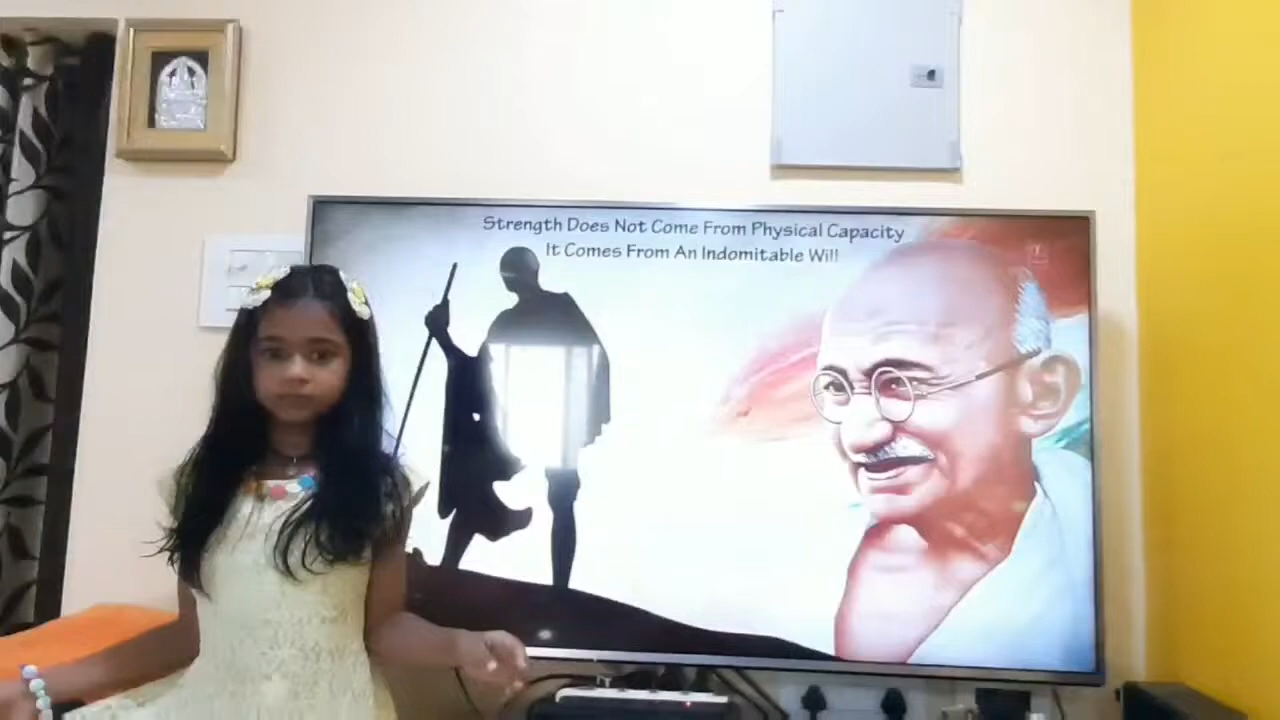 Strength Does Not Come From Physical Capacity
It Comes From An Indomitable Will